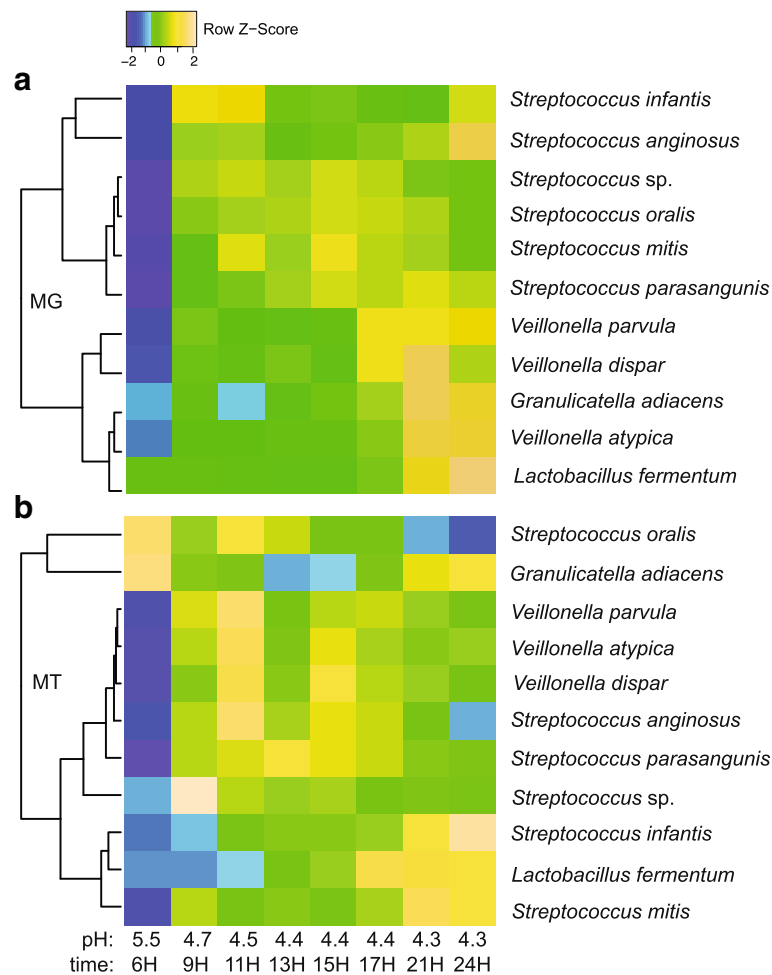 Row Z−Score
−2 0 2
a
Streptococcus infantis
Streptococcus anginosus
Streptococcus sp.
Streptococcus oralis
Streptococcus mitis
Streptococcus parasangunis
MG
Veillonella parvula
Veillonella dispar
Granulicatella adiacens
Veillonella atypica
Lactobacillus fermentum
b
Streptococcus oralis
Granulicatella adiacens
Veillonella parvula
Veillonella atypica
MT
Veillonella dispar
Streptococcus anginosus
Streptococcus parasangunis
Streptococcus sp.
Streptococcus infantis
Lactobacillus fermentum
Streptococcus mitis
pH: 5.5 4.7 4.5 4.4 4.4 4.4 4.3 4.3
time: 6H 9H 11H 13H 15H 17H 21H 24H